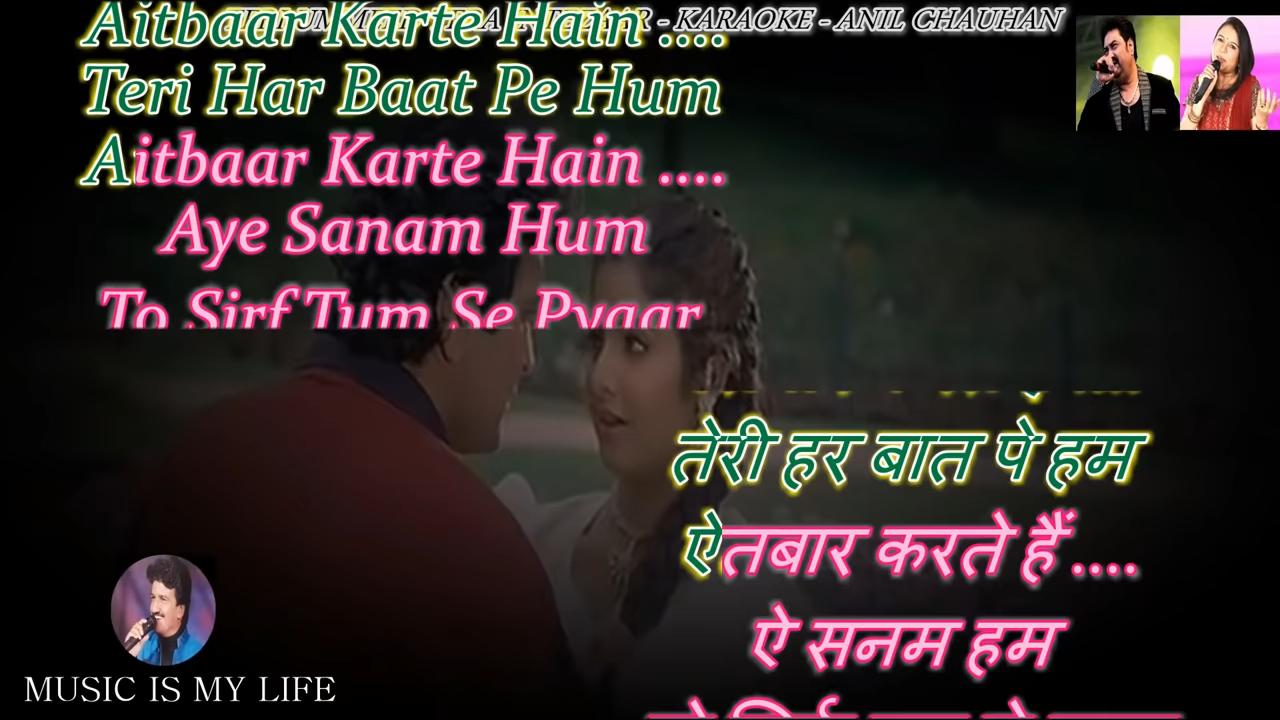 Aitbaar Karte Hain ....
KARAOKE - ANIL CHAUHAN
Teri Har Baat Pe Hum
Aitbaar Karte Hain ....
Aye Sanam Hum
To Sirf Tum Se Pyaar
तेरी हर बात पे हम
ऐतबार करते हैं ....
ऐ सनम हम
MUSIC IS MY LIFE